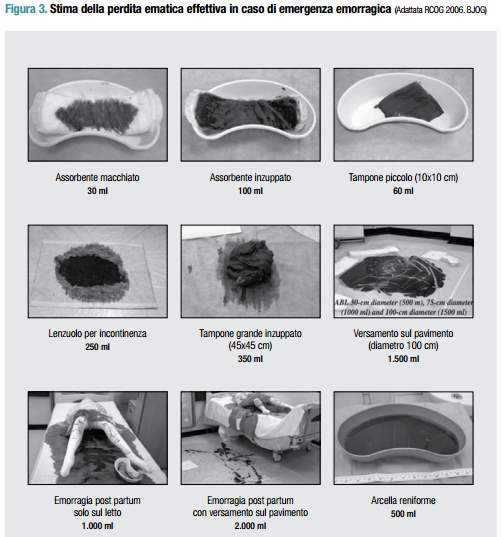 Figura 3. Stima della perdita ematica effettiva in caso di emergenza emorragica (Adattata RCOG 2006. BJOG)
Assorbente macchiato
30 ml
Assorbente inzuppato
100 ml
Tampone piccolo (10x10 cm)
60 ml
Lenzuolo per incontinenza
250 ml
Tampone grande inzuppato
(45x45 cm)
350 ml
ABL 50-cm diameter (500 m), 75-cm diameter
(1000 ml) and 100-cm diameter (1500 ml)
Versamento sul pavimento
(diametro 100 cm)
1.500 ml
Emorragia post partum
solo sul letto
1.000 ml
Emorragia post partum
con versamento sul pavimento
2.000 ml
Arcella reniforme
500 ml